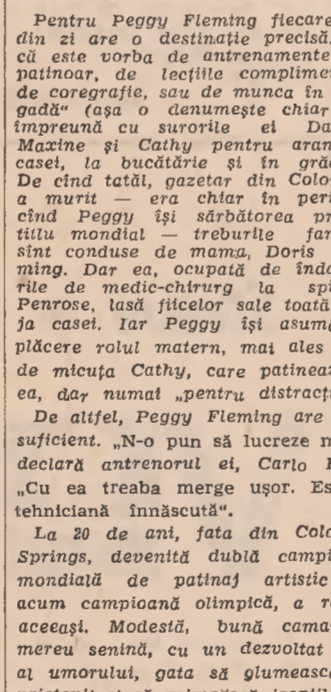 Pentru Peggy Fleming fiecare
din zi are o destinație precisă,
că este vorba de antrenamente
patinoar, de lecțiile complime
de coregrafie, sau de munca în
gadă" (așa o denumește chiar
împreună cu surorile ei Da
Maxine și Cathy pentru aran
casei, la bucătărie și în gră
De cînd tatăl, gazetar din Colo
a murit — era chiar în peri
cînd Peggy își sărbătorea pr
titlu mondial — treburile fam
sînt conduse de mama, Doris
ming. Dar ea, ocupată de înda
rile de medic-chirurg la spi
Penrose, lasă fiicelor sale toată
ja casei. Iar Peggy își asumă
plăcere rolul matern, mai ales
de micuța Cathy, care patinea
ea, dar numai „pentru distracți
De altfel, Peggy Fleming are
suficient. „N-o pun să lucreze m
declară antrenorul ei, Carlo
„Cu ea treaba merge ușor. Es
tehniciană înnăscută".
La 20 de ani, fata din Colo
Springs, devenită dublă campi
mondială de patinaj artistic
acum campioană olimpică, a r
aceeași. Modestă, bună cama
mereu senină, cu un dezvoltat
al umorului, gata să glumeasc